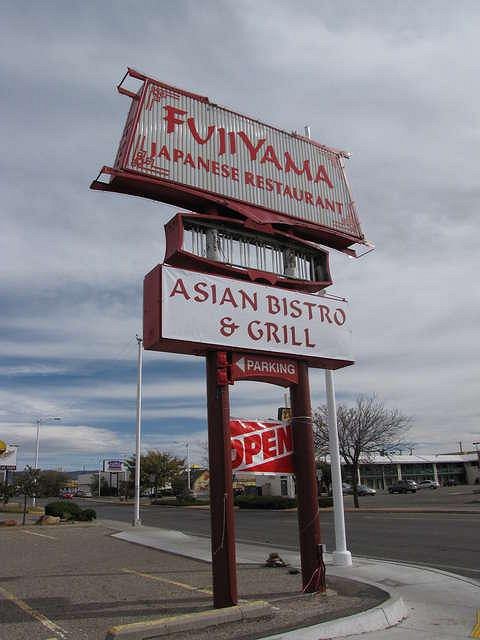 FUJIYAMA
JAPANESE RESTAURANT
ASIAN BISTRO
& GRILL
PARKING
OPEN